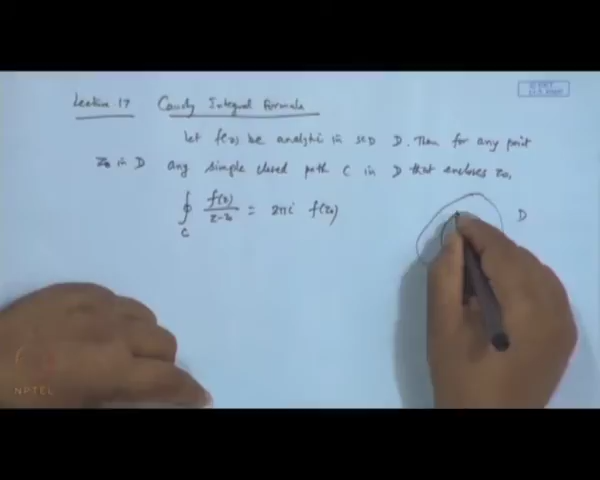 Lecture 17 Cauchy Integral Formula
Let f(z) be analytic in SCD D. Then for any point
z₀ in D any simple closed path C in D that encloses z₀,
∮_C f(z)/(z-z₀) = 2πi f(z₀)
D
NPTEL